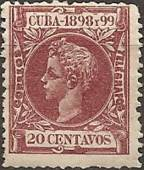 CUBA-1898 y 99
CORREOS
TELEGRAFOS
20 CENTAVOS